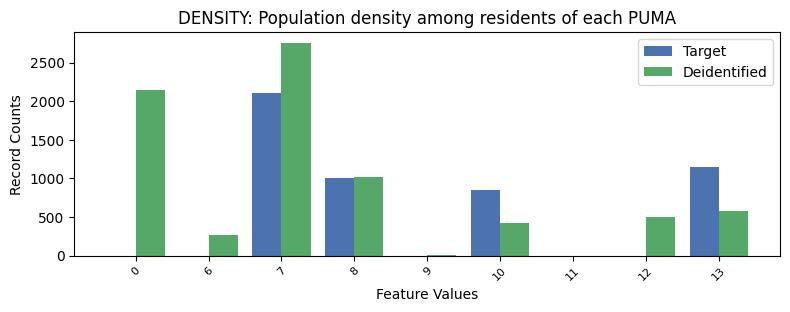 DENSITY: Population density among residents of each PUMA
Target
Deidentified
Record Counts
2500
2000
1500
1000
500
0
0 6 7 8 9 10 11 12 13
Feature Values